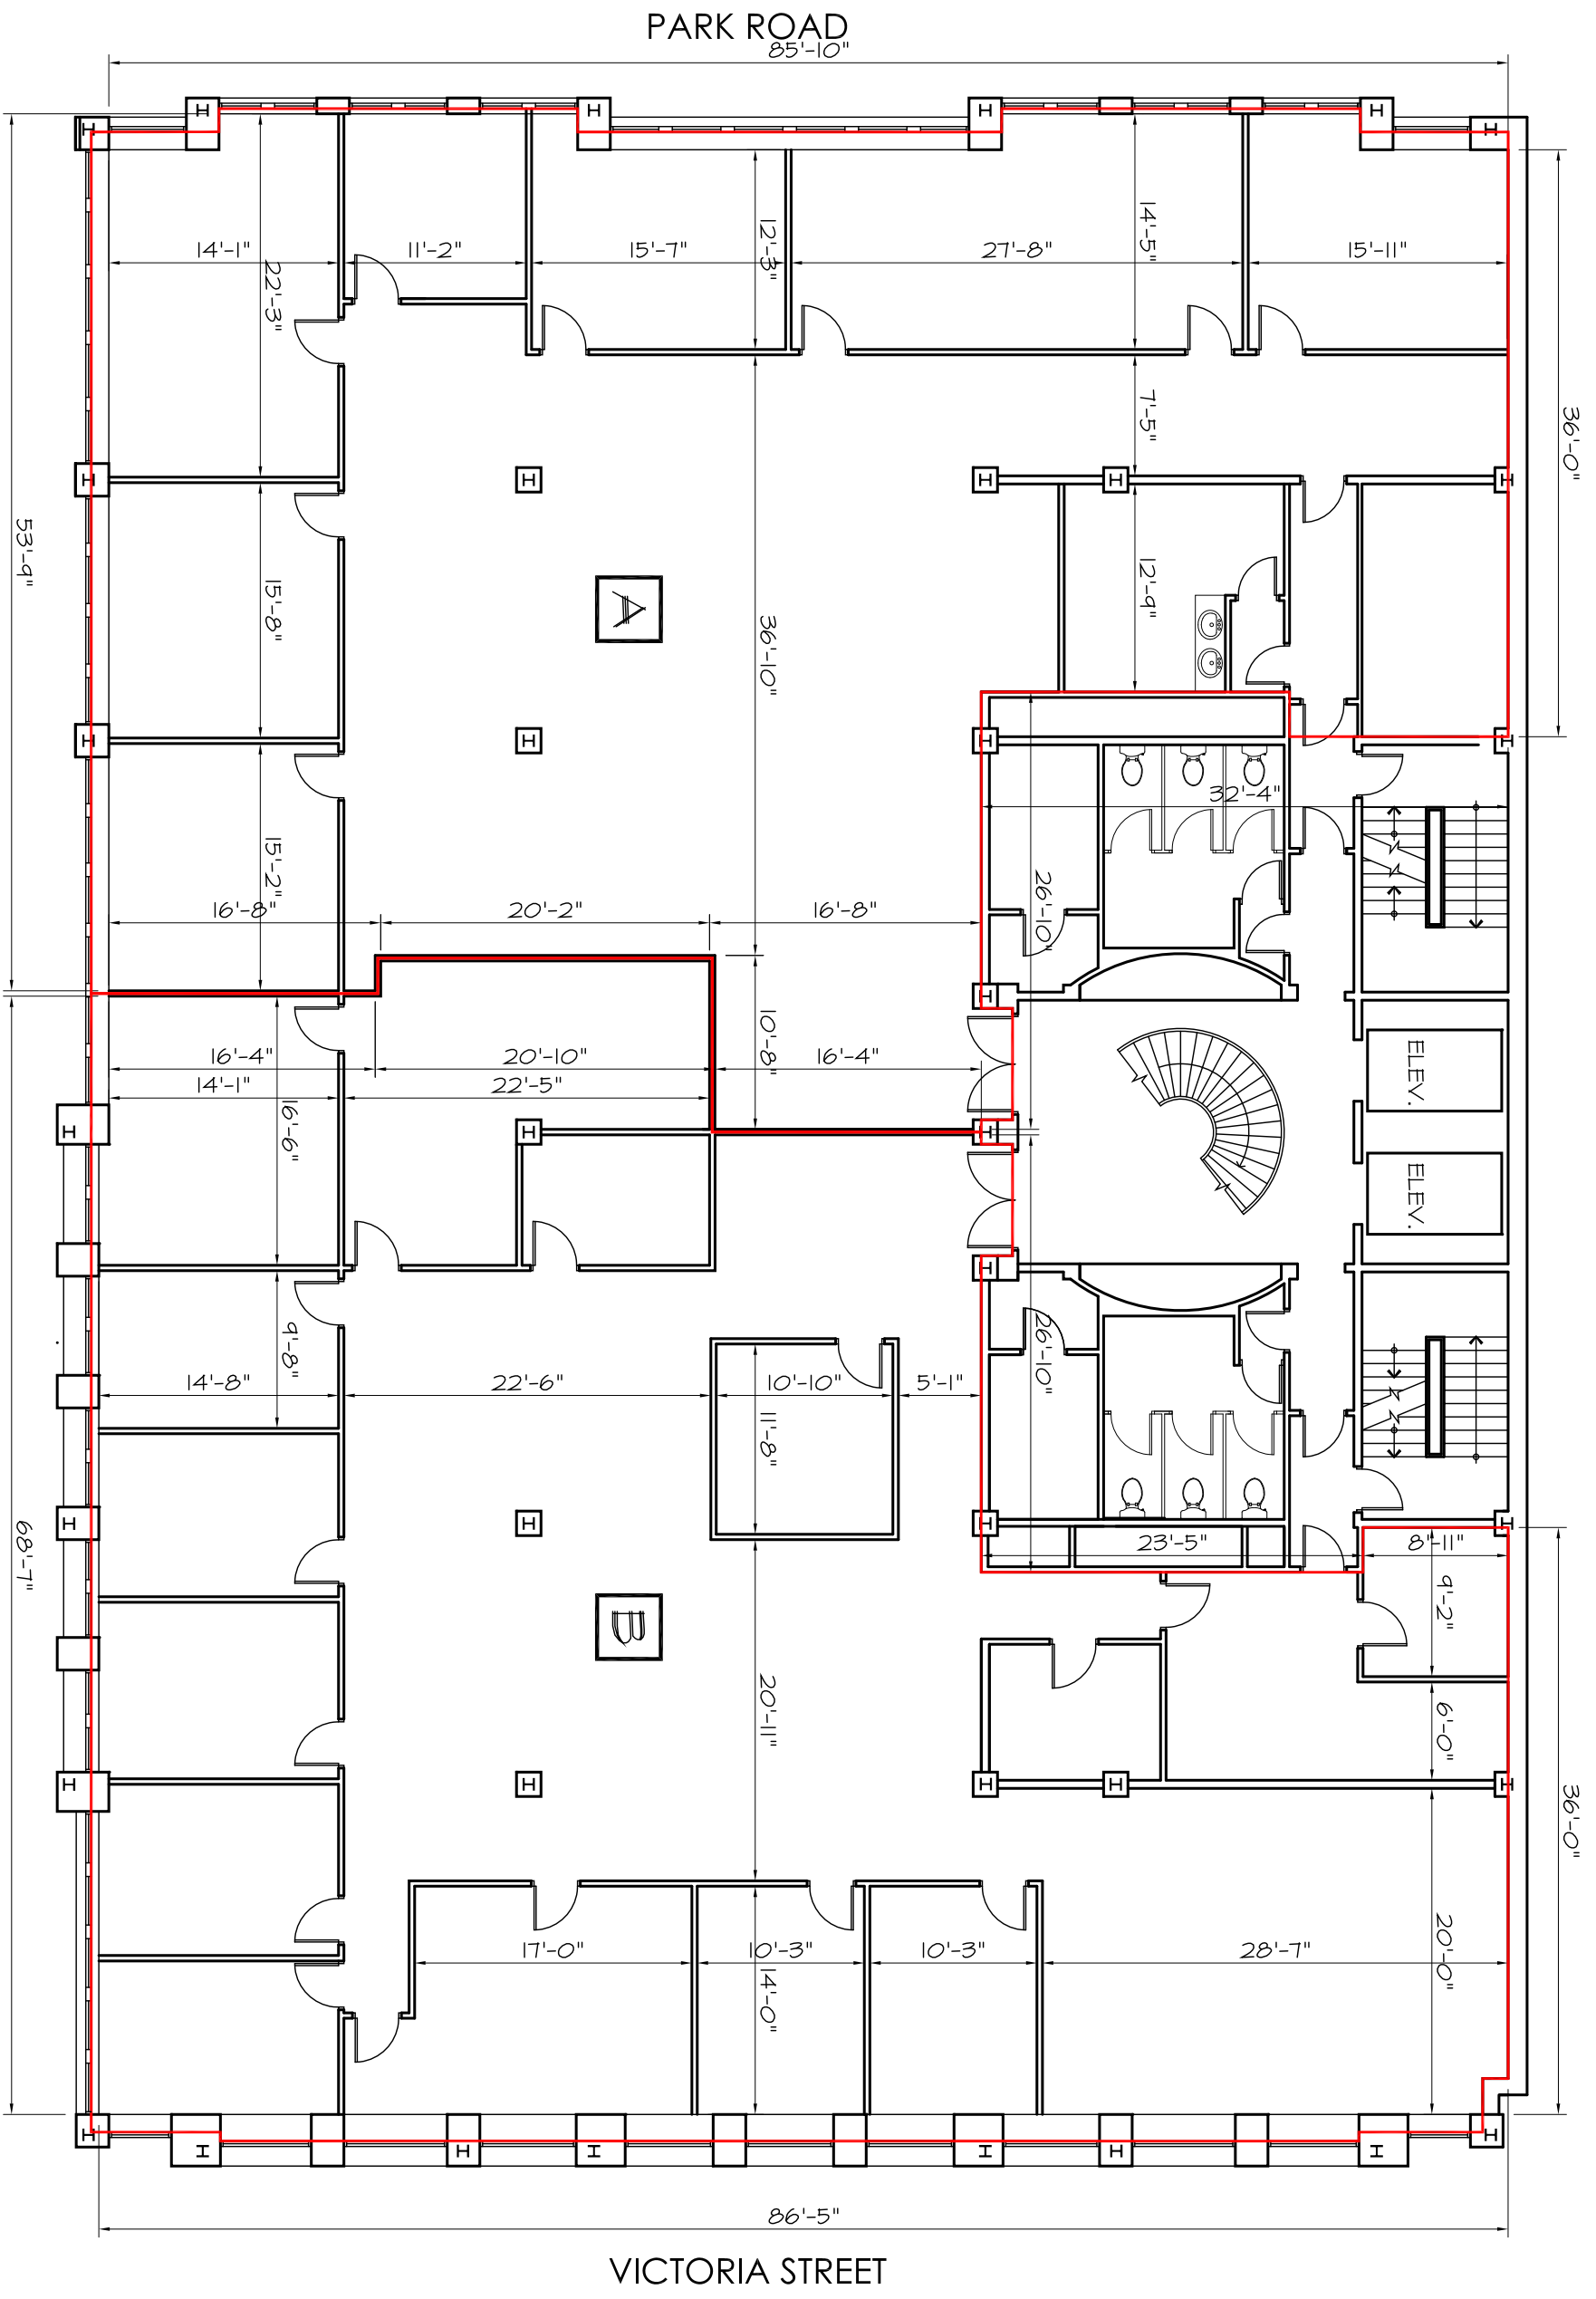 PARK ROAD
85'-10"
36'-0"
14'-1"
11'-2"
15'-7"
27'-8"
15'-11"
22'-3"
12'-3"
14'-5"
7'-5"
H
H
H
H
H
H
H
H
H
H
H
H
53'-9"
15'-8"
A
36'-10"
12'-9"
H
H
H
H
32'-4"
15'-2"
26'-10"
16'-8"
20'-2"
16'-8"
H
16'-4"
20'-10"
10'-8"
16'-4"
14'-1"
22'-5"
16'-6"
ELEV.
H
H
H
ELEV.
H
9'-8"
26'-10"
14'-8"
22'-6"
10'-10"
5'-1"
11'-8"
68'-7"
H
H
H
H
23'-5"
8'-11"
9'-2"
B
20'-11"
6'-0"
36'-0"
H
H
H
H
H
17'-0"
10'-3"
10'-3"
28'-7"
14'-0"
20'-0"
H
H
H
H
H
H
H
H
86'-5"
VICTORIA STREET